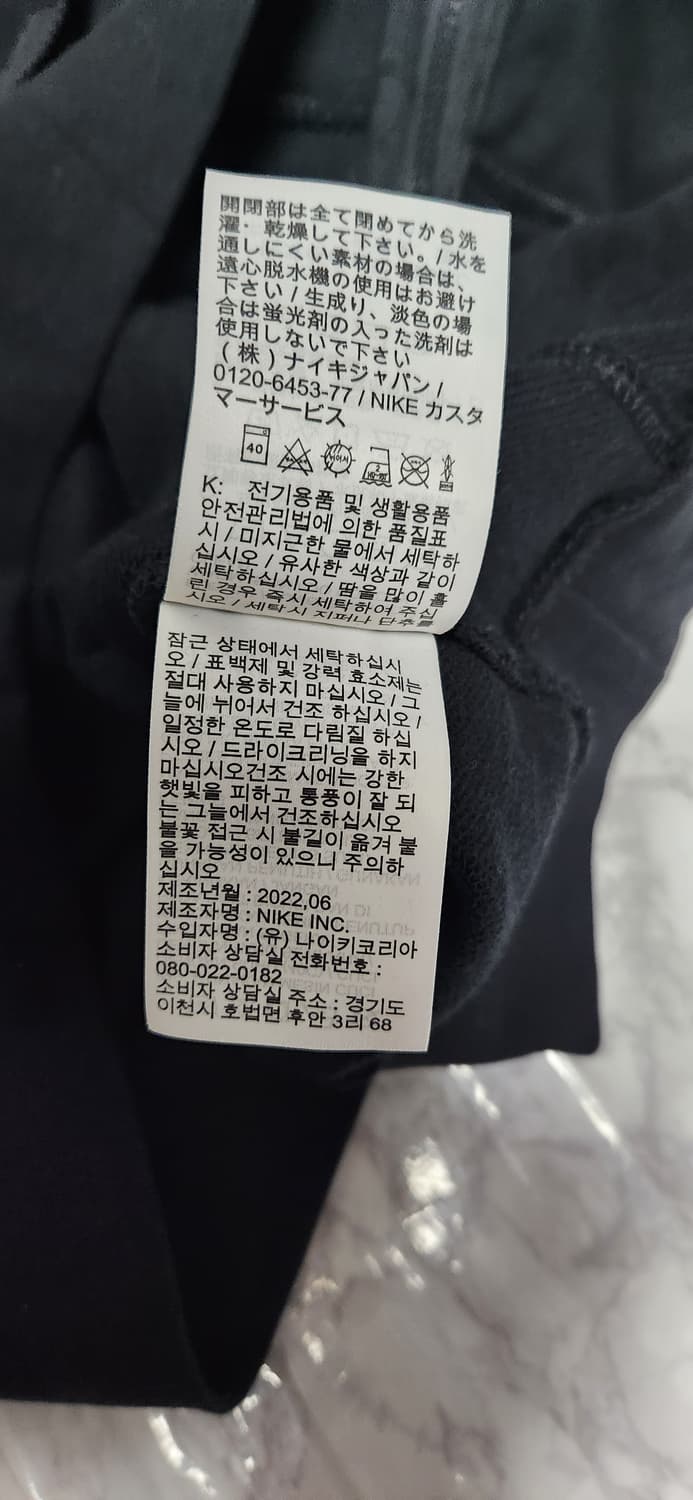 開閉部は全て閉めてから洗
濯・乾燥して下さい。/ 水を
通しにくい素材の場合は、
遠心脱水機の使用はお避け
下さい / 生成り、淡色の場
合は蛍光剤の入った洗剤は
使用しないで下さい
(株) ナイキジャパン /
0120-6453-77 / NIKE カスタ
マーサービス
40
K: 전기용품 및 생활용품
안전관리법에 의한 품질표
시 / 미지근한 물에서 세탁하
십시오 / 유사한 색상과 같이
세탁하십시오 / 땀을 많이 흘
린 경우 즉시 세탁하여 주십
시오 / 세탁시 지퍼나 단추를
잠근 상태에서 세탁하십시
오 / 표백제 및 강력 효소제는
절대 사용하지 마십시오 / 그
늘에 뉘어서 건조 하십시오 /
일정한 온도로 다림질 하십
시오 / 드라이크리닝을 하지
마십시오건조 시에는 강한
햇빛을 피하고 통풍이 잘 되
는 그늘에서 건조하십시오
불꽃 접근 시 불길이 옮겨 붙
을 가능성이 있으니 주의하
십시오
제조년월 : 2022,06
제조자명 : NIKE INC.
수입자명 : (유) 나이키코리아
소비자 상담실 전화번호 :
080-022-0182
소비자 상담실 주소 : 경기도
이천시 호법면 후안 3리 68